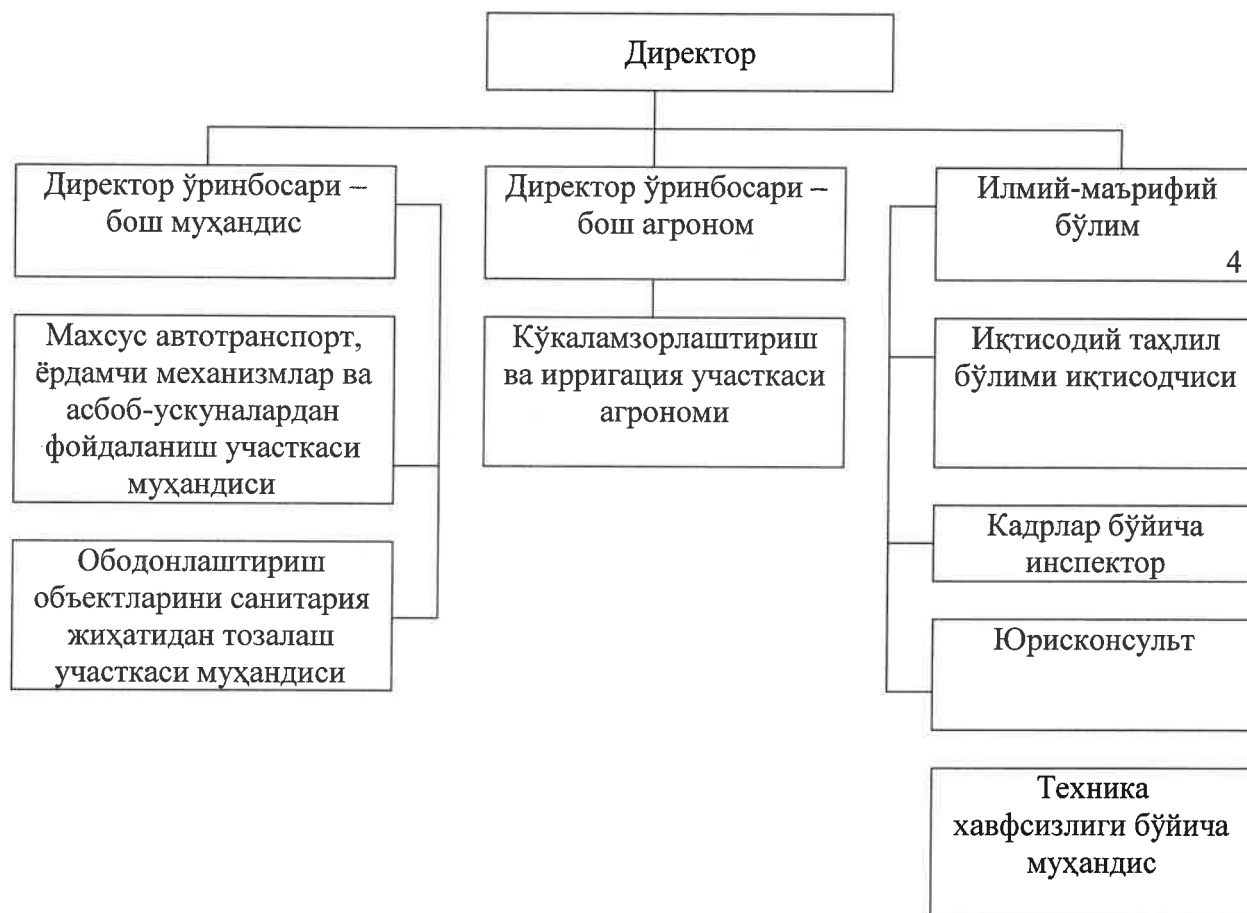 Директор
Директор ўринбосари –
бош муҳандис
Директор ўринбосари –
бош агроном
Илмий-маърифий
бўлим
4
Махсус автотранспорт,
ёрдамчи механизмлар ва
асбоб-ускуналардан
фойдаланиш участкаси
муҳандиси
Кўкаламзорлаштириш
ва ирригация участкаси
агрономи
Иқтисодий таҳлил
бўлими иқтисодчиси
Ободонлаштириш
объектларини санитария
жиҳатидан тозалаш
участкаси муҳандиси
Кадрлар бўйича
инспектор
Юрисконсульт
Техника
хавфсизлиги бўйича
муҳандис